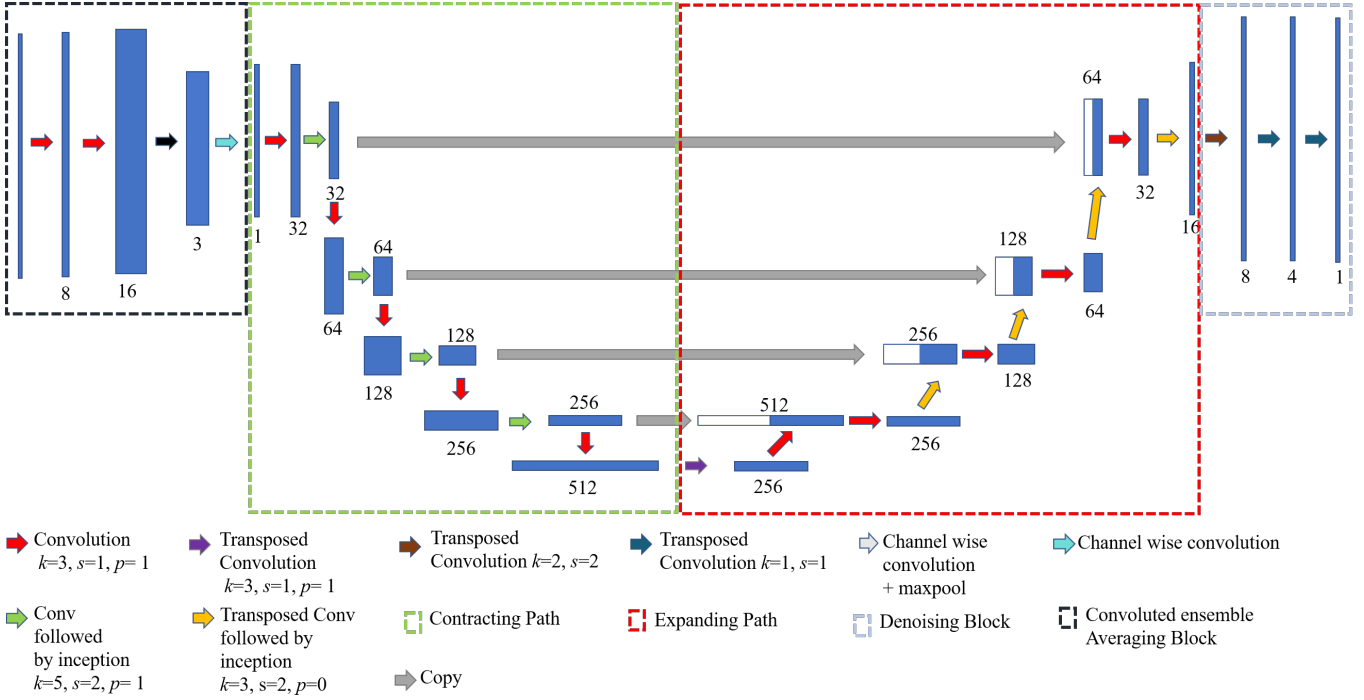 64
32
32
32
1
16
3
8
16
8
4
1
64
128
64
64
128
256
128
128
256
512
256
256
512
256
Convolution
k=3, s=1, p= 1
Transposed
Convolution
k=3, s=1, p= 1
Transposed
Convolution k=2, s=2
Transposed
Convolution k=1, s=1
Channel wise
convolution
+ maxpool
Channel wise convolution
Conv
followed
by inception
k=5, s=2, p= 1
Transposed Conv
followed by
inception
k=3, s=2, p=0
Contracting Path
Expanding Path
Denoising Block
Convoluted ensemble
Averaging Block
Copy